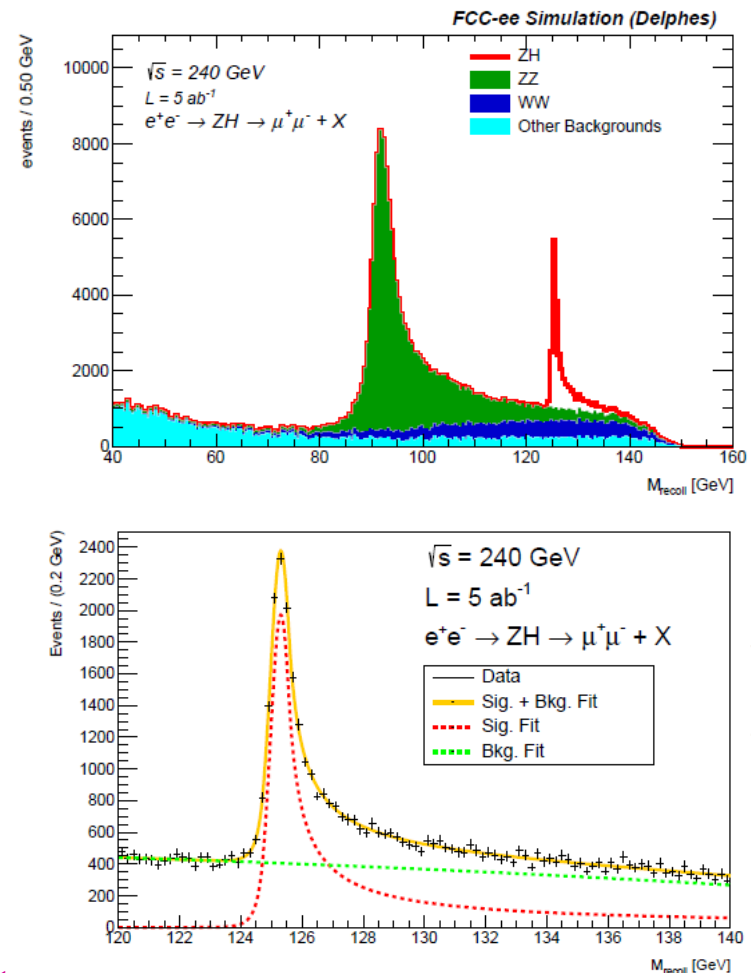 FCC-ee Simulation (Delphes)
events / 0.50 GeV
10000
8000
6000
4000
2000
0
√s = 240 GeV
L = 5 ab⁻¹
e⁺e⁻ → ZH → μ⁺μ⁻ + X
ZH
ZZ
WW
Other Backgrounds
40 60 80 100 120 140 160
M_recoil [GeV]
Events / (0.2 GeV)
2400
2200
2000
1800
1600
1400
1200
1000
800
600
400
200
0
√s = 240 GeV
L = 5 ab⁻¹
e⁺e⁻ → ZH → μ⁺μ⁻ + X
Data
Sig. + Bkg. Fit
Sig. Fit
Bkg. Fit
120 122 124 126 128 130 132 134 136 138 140
M_recoil [GeV]